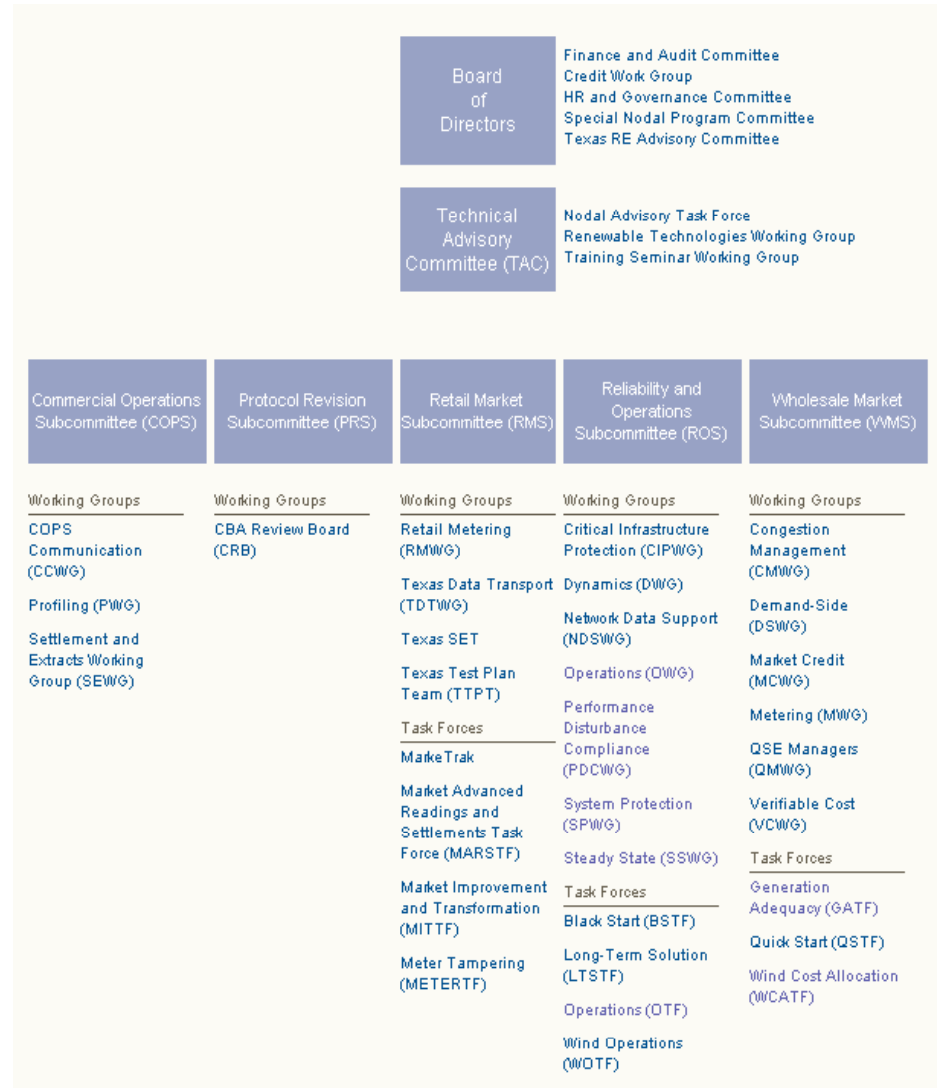 Board
of
Directors
Finance and Audit Committee
Credit Work Group
HR and Governance Committee
Special Nodal Program Committee
Texas RE Advisory Committee
Technical
Advisory
Committee (TAC)
Nodal Advisory Task Force
Renewable Technologies Working Group
Training Seminar Working Group
Commercial Operations
Subcommittee (COPS)
Protocol Revision
Subcommittee (PRS)
Retail Market
Subcommittee (RMS)
Reliability and
Operations
Subcommittee (ROS)
Wholesale Market
Subcommittee (WMS)
Working Groups
COPS
Communication
(CCWG)
Profiling (PWG)
Settlement and
Extracts Working
Group (SEWG)
Working Groups
CBA Review Board
(CRB)
Working Groups
Retail Metering
(RMWG)
Texas Data Transport
(TDTWG)
Texas SET
Texas Test Plan
Team (TTPT)
Task Forces
MarkeTrak
Market Advanced
Readings and
Settlements Task
Force (MARSTF)
Market Improvement
and Transformation
(MITTF)
Meter Tampering
(METERTF)
Working Groups
Critical Infrastructure
Protection (CIPWG)
Dynamics (DWG)
Network Data Support
(NDSWG)
Operations (OWG)
Performance
Disturbance
Compliance
(PDCWG)
System Protection
(SPWG)
Steady State (SSWG)
Task Forces
Black Start (BSTF)
Long-Term Solution
(LTSTF)
Operations (OTF)
Wind Operations
(WOTF)
Working Groups
Congestion
Management
(CMWG)
Demand-Side
(DSWG)
Market Credit
(MCWG)
Metering (MWG)
QSE Managers
(QMWG)
Verifiable Cost
(VCWG)
Task Forces
Generation
Adequacy (GATF)
Quick Start (QSTF)
Wind Cost Allocation
(WCATF)